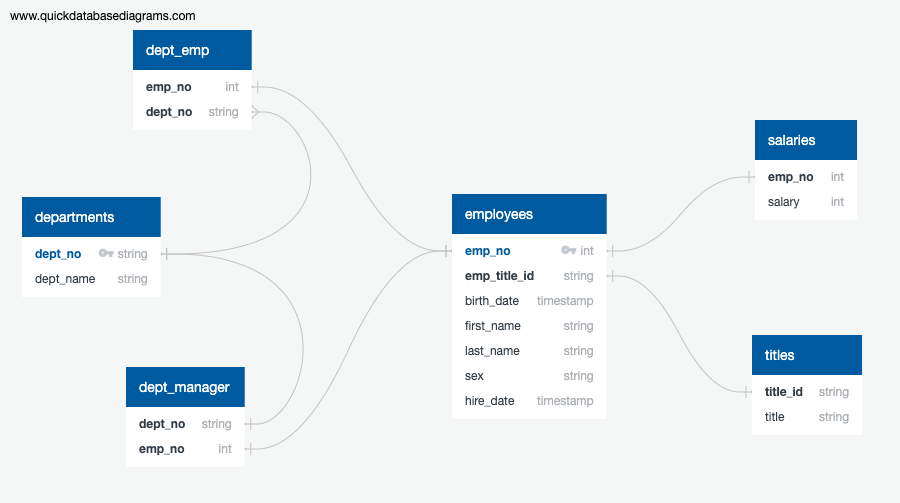 www.quickdatabasediagrams.com
dept_emp
emp_no int
dept_no string
departments
dept_no string
dept_name string
dept_manager
dept_no string
emp_no int
employees
emp_no int
emp_title_id string
birth_date timestamp
first_name string
last_name string
sex string
hire_date timestamp
salaries
emp_no int
salary int
titles
title_id string
title string